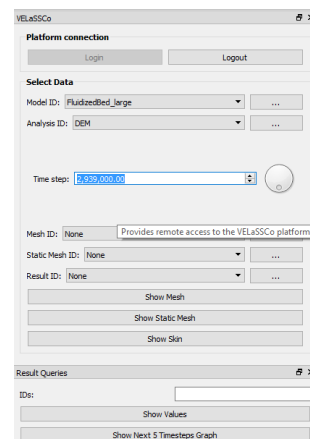 VELaSSCo
Platform connection
Login Logout
Select Data
Model ID: FluidizedBed_large ...
Analysis ID: DEM ...
Time step: 2,939,000.00
Provides remote access to the VELaSSCo platform
Mesh ID: None
Static Mesh ID: None ...
Result ID: None ...
Show Mesh
Show Static Mesh
Show Skin
Result Queries
IDs:
Show Values
Show Next 5 Timesteps Graph